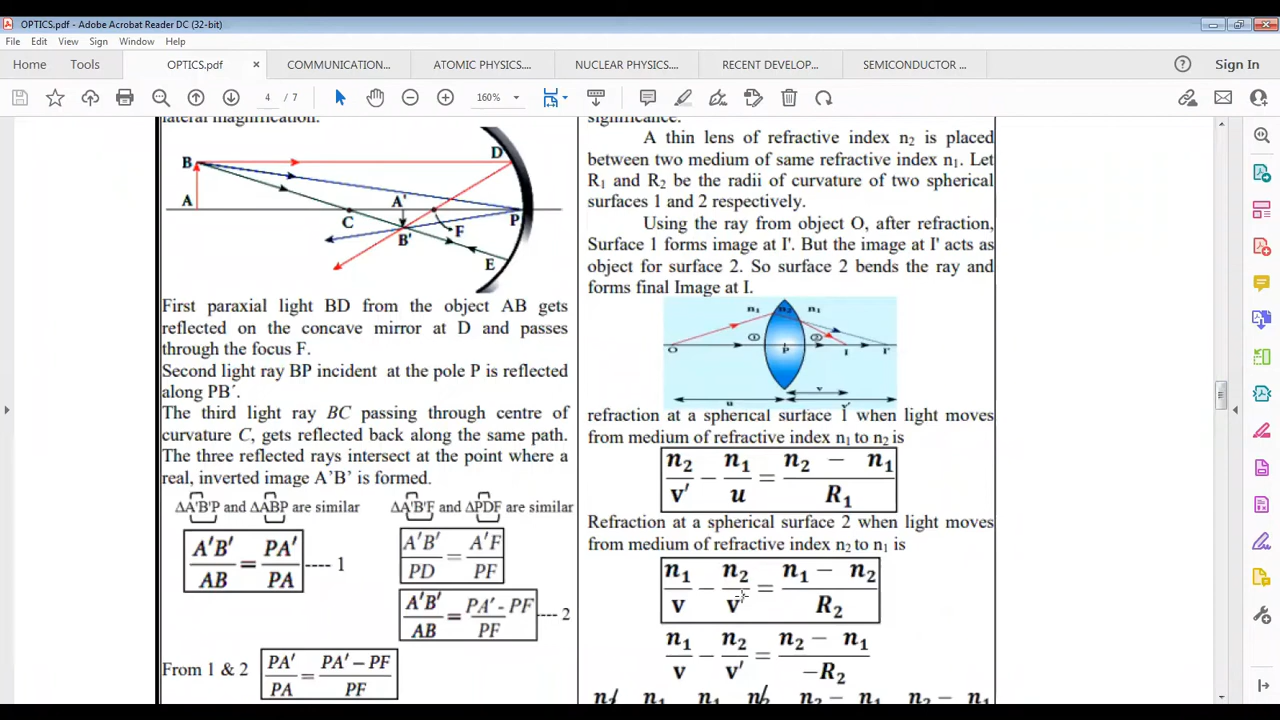 OPTICS.pdf - Adobe Acrobat Reader DC (32-bit)
File Edit View Sign Window Help
Home Tools OPTICS.pdf × COMMUNICATION... ATOMIC PHYSICS... NUCLEAR PHYSICS.... RECENT DEVELOP... SEMICONDUCTOR ... Sign In
4 / 7 160%
lateral magnification.
B D
A A' C P
B' F
E
First paraxial light BD from the object AB gets
reflected on the concave mirror at D and passes
through the focus F.
Second light ray BP incident at the pole P is reflected
along PB´.
The third light ray BC passing through centre of
curvature C, gets reflected back along the same path.
The three reflected rays intersect at the point where a
real, inverted image A’B’ is formed.
ΔA'B'P and ΔABP are similar
A'B'/AB = PA'/PA ---- 1
ΔA'B'F and ΔPDF are similar
A'B'/PD = A'F/PF
A'B'/AB = PA' - PF/PF --- 2
From 1 & 2 PA'/PA = PA' − PF/PF
significance.
A thin lens of refractive index n₂ is placed
between two medium of same refractive index n₁. Let
R₁ and R₂ be the radii of curvature of two spherical
surfaces 1 and 2 respectively.
Using the ray from object O, after refraction,
Surface 1 forms image at I'. But the image at I' acts as
object for surface 2. So surface 2 bends the ray and
forms final Image at I.
n₁ n₂ n₁
O ① P ② I I'
u v
v'
refraction at a spherical surface 1 when light moves
from medium of refractive index n₁ to n₂ is
n₂/v' − n₁/u = n₂ − n₁/R₁
Refraction at a spherical surface 2 when light moves
from medium of refractive index n₂ to n₁ is
n₁/v − n₂/v' = n₁ − n₂/R₂
n₁/v − n₂/v' = n₂ − n₁/−R₂